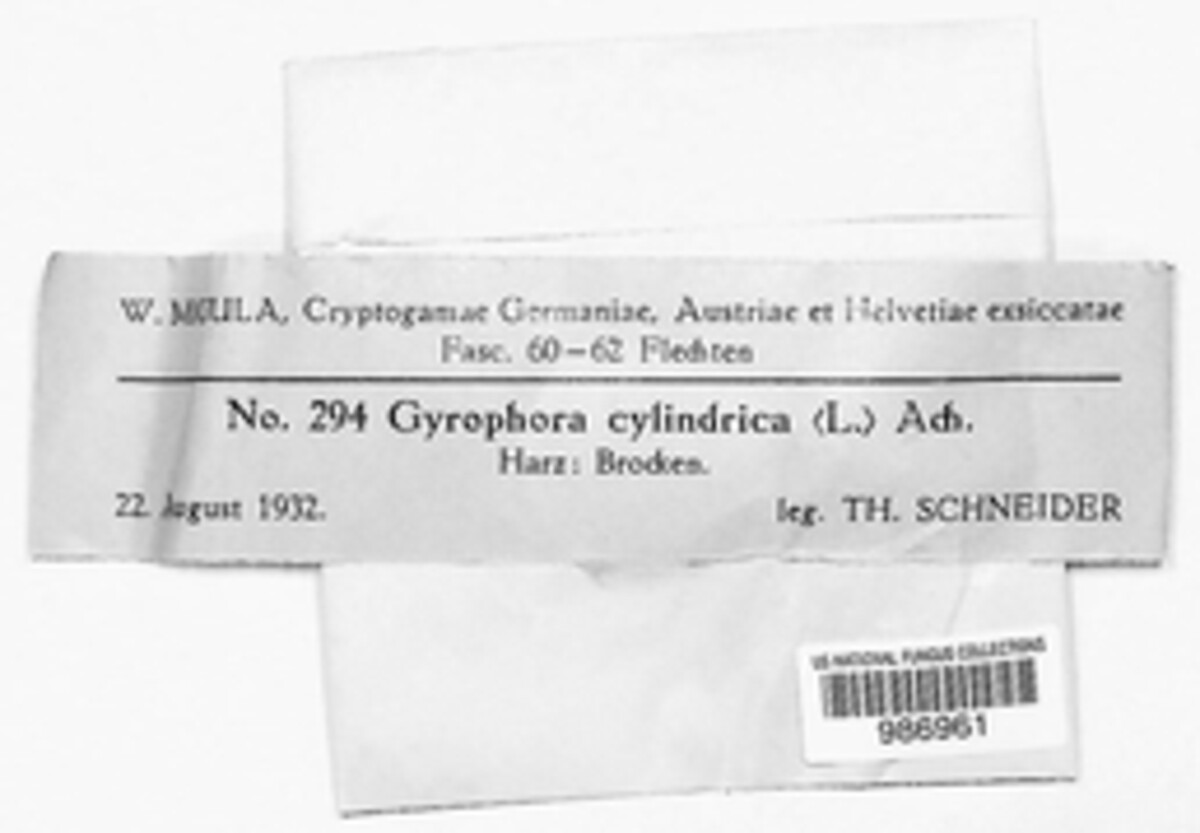 W. MIGULA, Cryptogamae Germaniae, Austriae et Helvetiae exsiccatae
Fasc. 60—62 Flechten
No. 294 Gyrophora cylindrica (L.) Ach.
Harz: Brocken.
22. August 1932. leg. TH. SCHNEIDER
US NATIONAL FUNGUS COLLECTIONS
986961